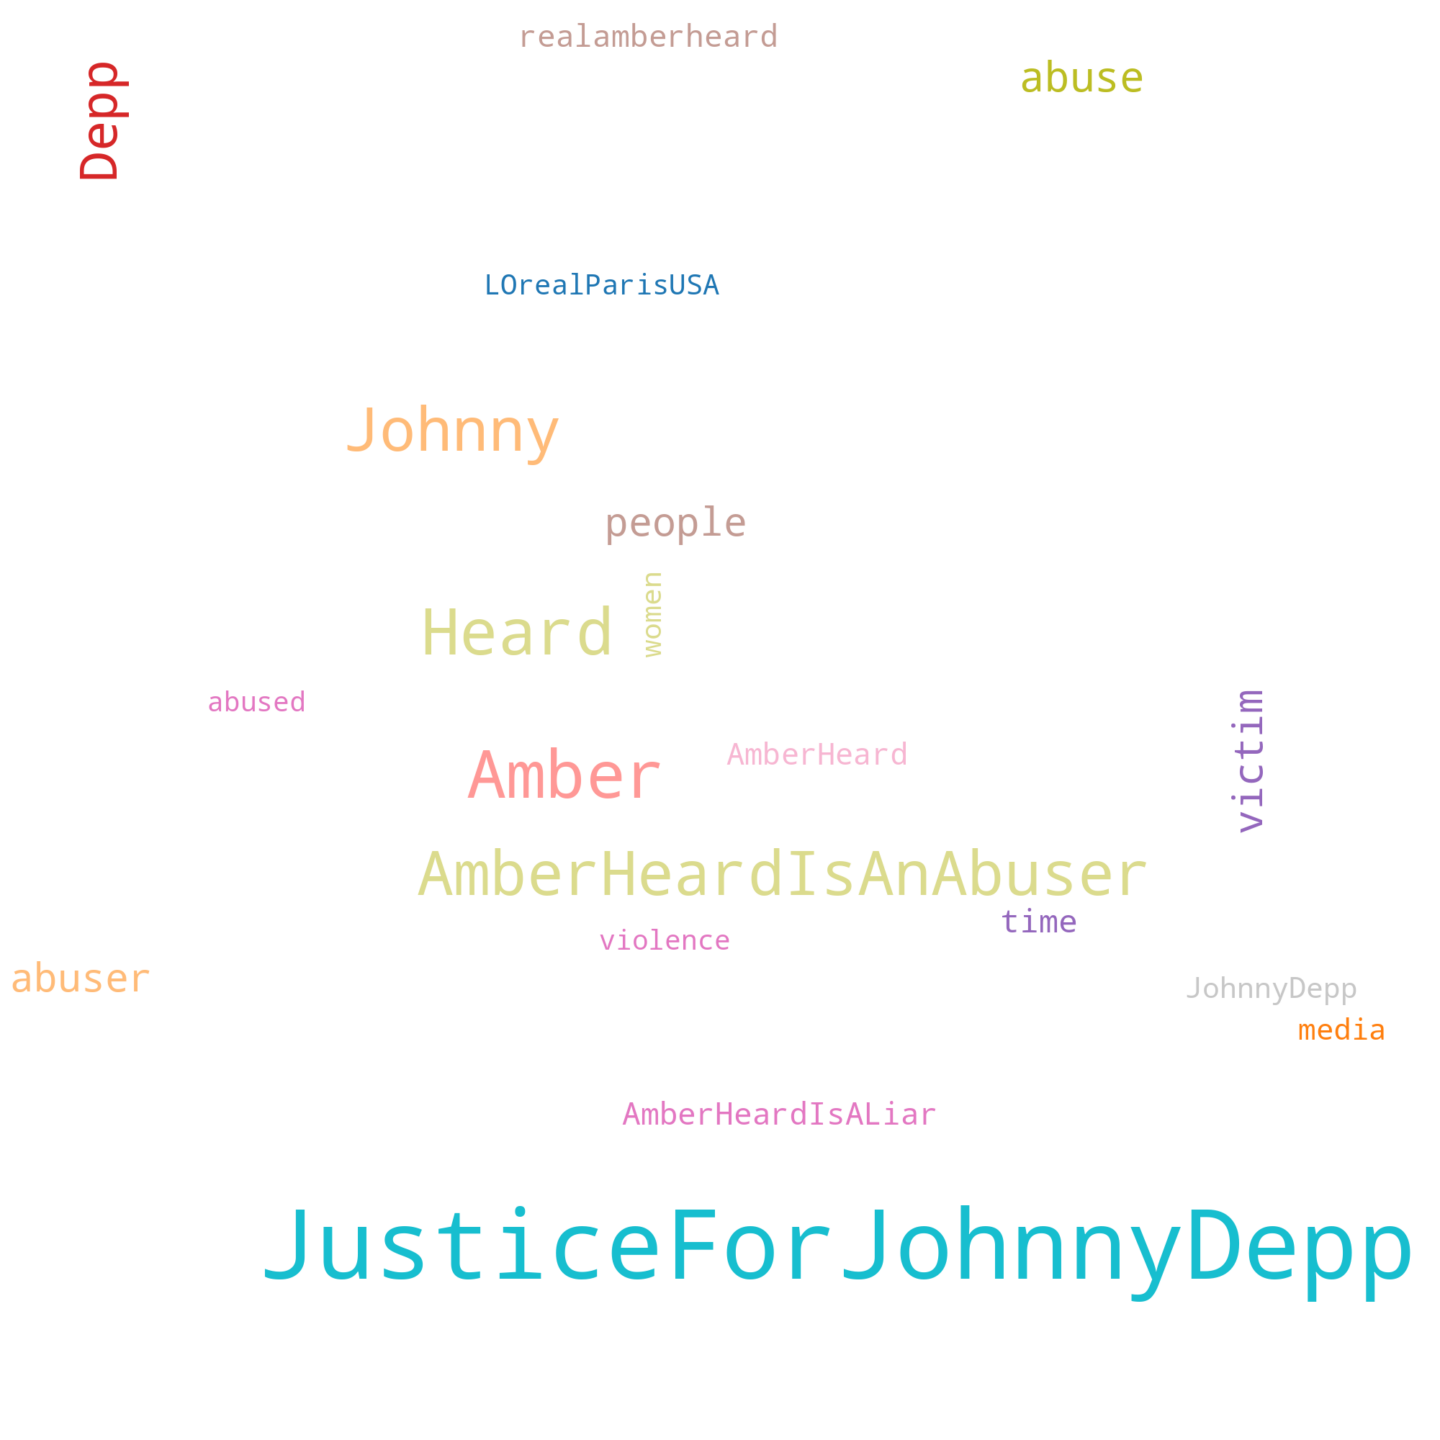 realamberheard
abuse
Depp
LOrealParisUSA
Johnny
people
women
Heard
abused
victim
AmberHeard
Amber
AmberHeardIsAnAbuser
time
violence
abuser
JohnnyDepp
media
AmberHeardIsALiar
JusticeForJohnnyDepp